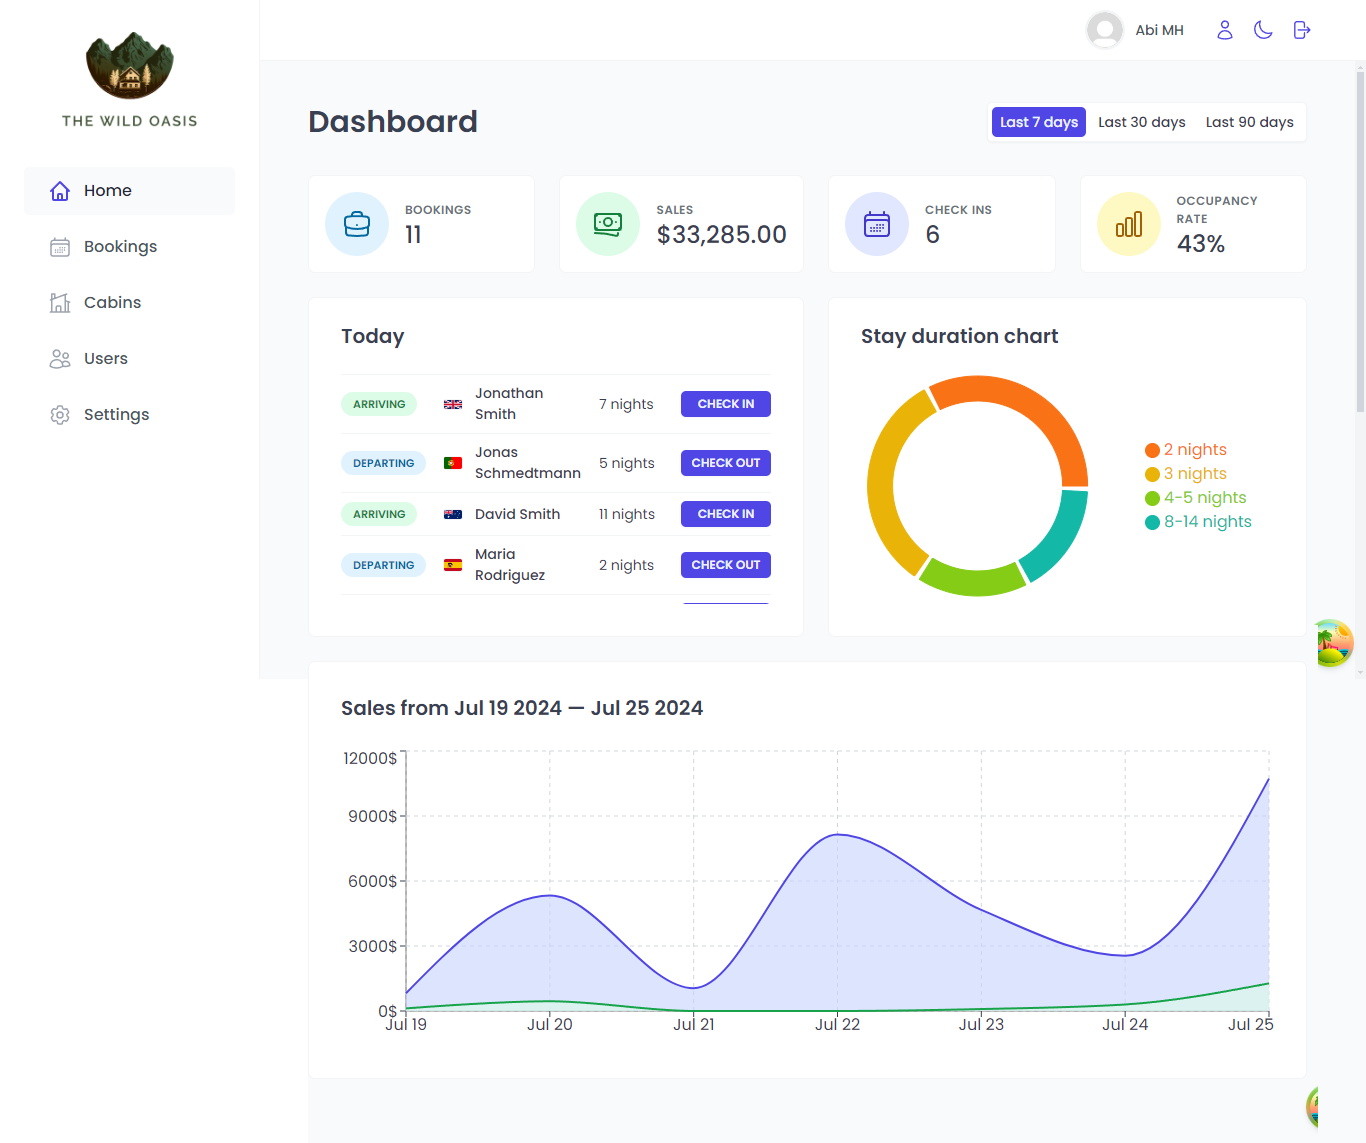 THE WILD OASIS
Home
Bookings
Cabins
Users
Settings
Abi MH
Dashboard
Last 7 days Last 30 days Last 90 days
BOOKINGS
11
SALES
$33,285.00
CHECK INS
6
OCCUPANCY
RATE
43%
Today
ARRIVING Jonathan Smith 7 nights CHECK IN
DEPARTING Jonas Schmedtmann 5 nights CHECK OUT
ARRIVING David Smith 11 nights CHECK IN
DEPARTING Maria Rodriguez 2 nights CHECK OUT
Stay duration chart
2 nights
3 nights
4-5 nights
8-14 nights
Sales from Jul 19 2024 — Jul 25 2024
12000$
9000$
6000$
3000$
0$
Jul 19 Jul 20 Jul 21 Jul 22 Jul 23 Jul 24 Jul 25